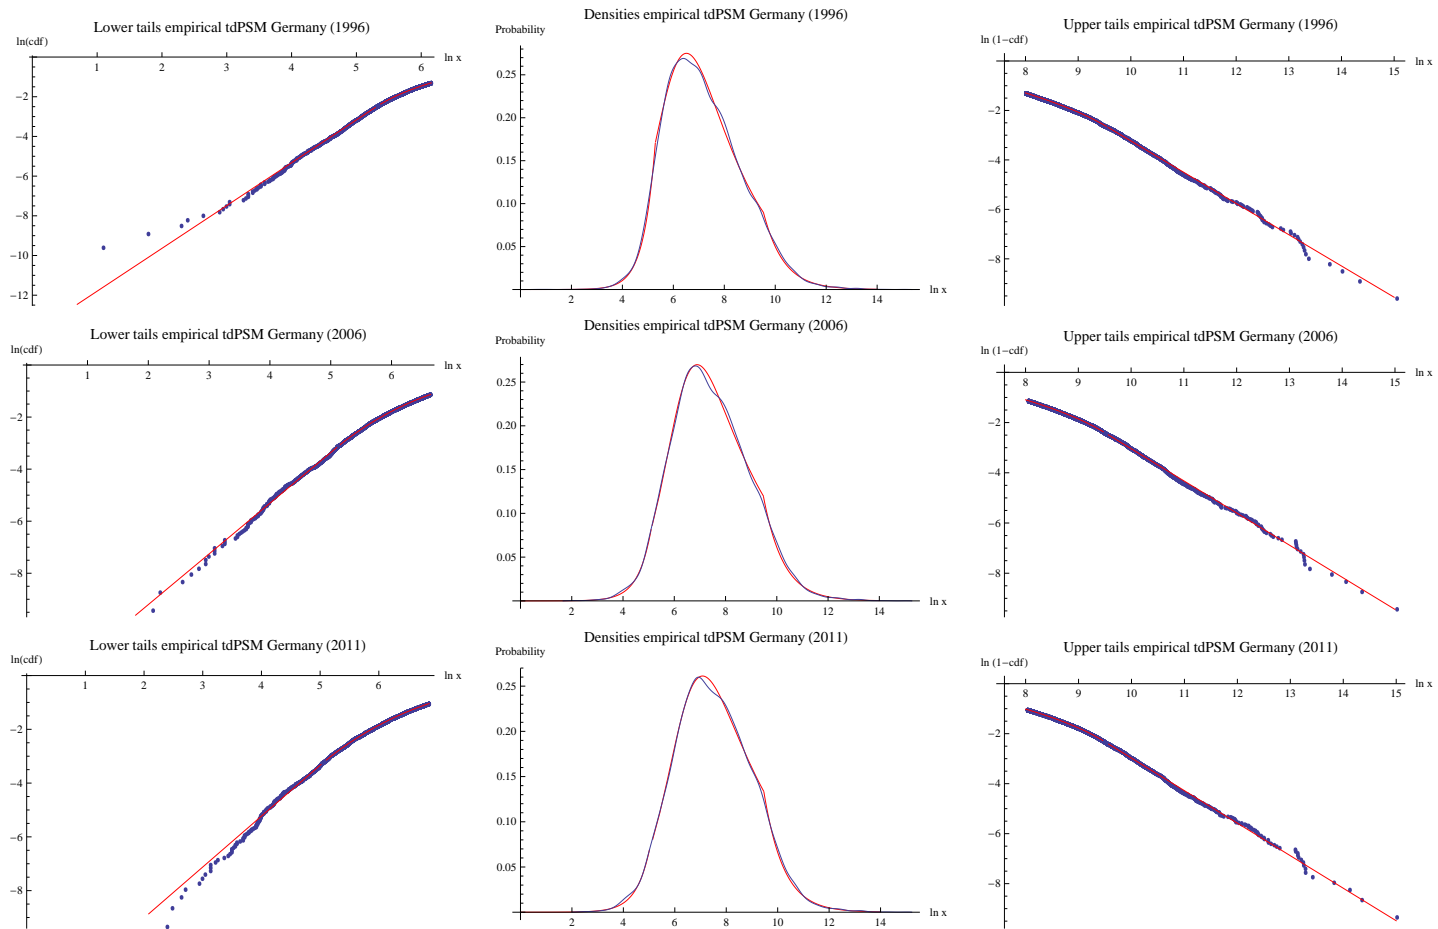 Lower tails empirical tdPSM Germany (1996)
ln(cdf)
1 2 3 4 5 6 ln x
−2
−4
−6
−8
−10
−12
Densities empirical tdPSM Germany (1996)
Probability
0.25
0.20
0.15
0.10
0.05
2 4 6 8 10 12 14 ln x
Upper tails empirical tdPSM Germany (1996)
ln (1−cdf)
8 9 10 11 12 13 14 15 ln x
−2
−4
−6
−8
Lower tails empirical tdPSM Germany (2006)
ln(cdf)
1 2 3 4 5 6 ln x
−2
−4
−6
−8
Densities empirical tdPSM Germany (2006)
Probability
0.25
0.20
0.15
0.10
0.05
2 4 6 8 10 12 14 ln x
Upper tails empirical tdPSM Germany (2006)
ln (1−cdf)
8 9 10 11 12 13 14 15 ln x
−2
−4
−6
−8
Lower tails empirical tdPSM Germany (2011)
ln(cdf)
1 2 3 4 5 6 ln x
−2
−4
−6
−8
Densities empirical tdPSM Germany (2011)
Probability
0.25
0.20
0.15
0.10
0.05
2 4 6 8 10 12 14 ln x
Upper tails empirical tdPSM Germany (2011)
ln (1−cdf)
8 9 10 11 12 13 14 15 ln x
−2
−4
−6
−8